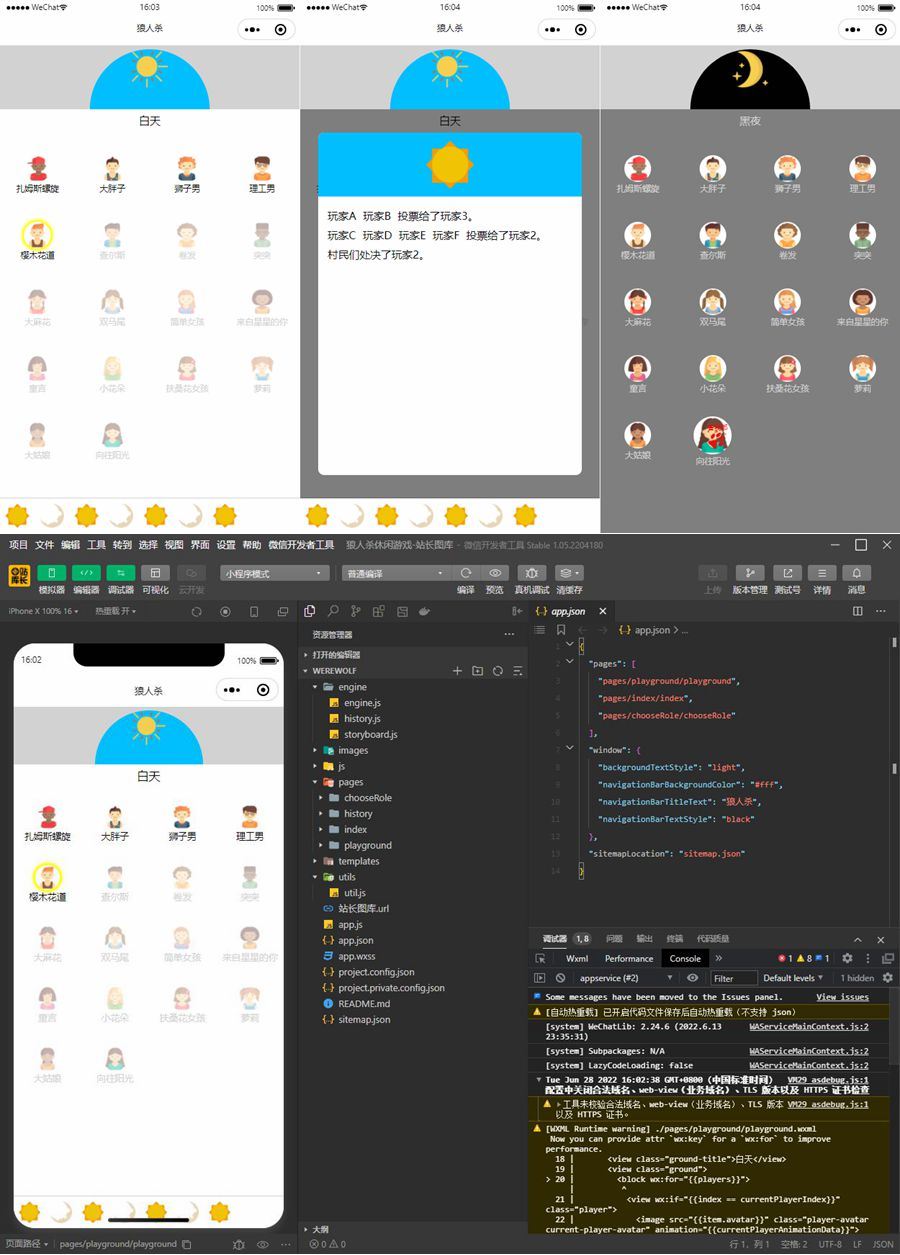 WeChat 16:03 100%
狼人杀
白天
扎姆斯螺旋 大胖子 狮子男 理工男
樱木花道 查尔斯 卷发 突突
大麻花 双马尾 简单女孩 来自星星的你
童言 小花朵 扶桑花女孩 萝莉
大姑娘 向往阳光
WeChat 16:04 100%
狼人杀
白天
玩家A 玩家B 投票给了玩家3。
玩家C 玩家D 玩家E 玩家F 投票给了玩家2。
村民们处决了玩家2。
WeChat 16:04 100%
狼人杀
黑夜
扎姆斯螺旋 大胖子 狮子男 理工男
樱木花道 查尔斯 卷发 突突
大麻花 双马尾 简单女孩 来自星星的你
童言 小花朵 扶桑花女孩 萝莉
大姑娘 向往阳光
项目 文件 编辑 工具 转到 选择 视图 界面 设置 帮助 微信开发者工具 狼人杀休闲游戏-站长图库 - 微信开发者工具 Stable 1.05.2204180
小程序模式 普通编译
模拟器 编辑器 调试器 可视化 云开发 编译 预览 真机调试 清缓存 上传 版本管理 测试号 详情 消息
iPhone X 100% 16 热重载 开
16:02 100%
狼人杀
白天
扎姆斯螺旋 大胖子 狮子男 理工男
樱木花道 查尔斯 卷发 突突
大麻花 双马尾 简单女孩 来自星星的你
童言 小花朵 扶桑花女孩 萝莉
大姑娘 向往阳光
页面路径 pages/playground/playground
资源管理器
打开的编辑器
WEREWOLF
engine
engine.js
history.js
storyboard.js
images
js
pages
chooseRole
history
index
playground
templates
utils
util.js
站长图库.url
app.js
app.json
app.wxss
project.config.json
project.private.config.json
README.md
sitemap.json
大纲
0 0
app.json
app.json > ...
1 {
2 "pages": [
3 "pages/playground/playground",
4 "pages/index/index",
5 "pages/chooseRole/chooseRole"
6 ],
7 "window": {
8 "backgroundTextStyle": "light",
9 "navigationBarBackgroundColor": "#fff",
10 "navigationBarTitleText": "狼人杀",
11 "navigationBarTextStyle": "black"
12 },
13 "sitemapLocation": "sitemap.json"
14 }
调试器 1, 8 问题 输出 终端 代码质量
Wxml Performance Console 1 8 1
appservice (#2) Filter Default levels 1 hidden
Some messages have been moved to the Issues panel. View issues
[自动热重载] 已开启代码文件保存后自动热重载（不支持 json）
[system] WeChatLib: 2.24.6 (2022.6.13 WAServiceMainContext.js:2
23:35:31)
[system] Subpackages: N/A WAServiceMainContext.js:2
[system] LazyCodeLoading: false WAServiceMainContext.js:2
Tue Jun 28 2022 16:02:38 GMT+0800 (中国标准时间) VM29 asdebug.js:1
配置中关闭合法域名、web-view（业务域名）、TLS 版本以及 HTTPS 证书检查
工具未校验合法域名、web-view（业务域名）、TLS 版本 VM29 asdebug.js:1
以及 HTTPS 证书。
[WXML Runtime warning] ./pages/playground/playground.wxml
Now you can provide attr `wx:key` for a `wx:for` to improve
performance.
18 | <view class="ground-title">白天</view>
19 | <view class="ground">
> 20 | <block wx:for="{{players}}">
| ^
21 | <view wx:if="{{index == currentPlayerIndex}}"
class="player">
22 | <image src="{{item.avatar}}" class="player-avatar
current-player-avatar" animation="{{currentPlayerAnimationData}}">
行 1，列 1 空格: 2 UTF-8 LF JSON